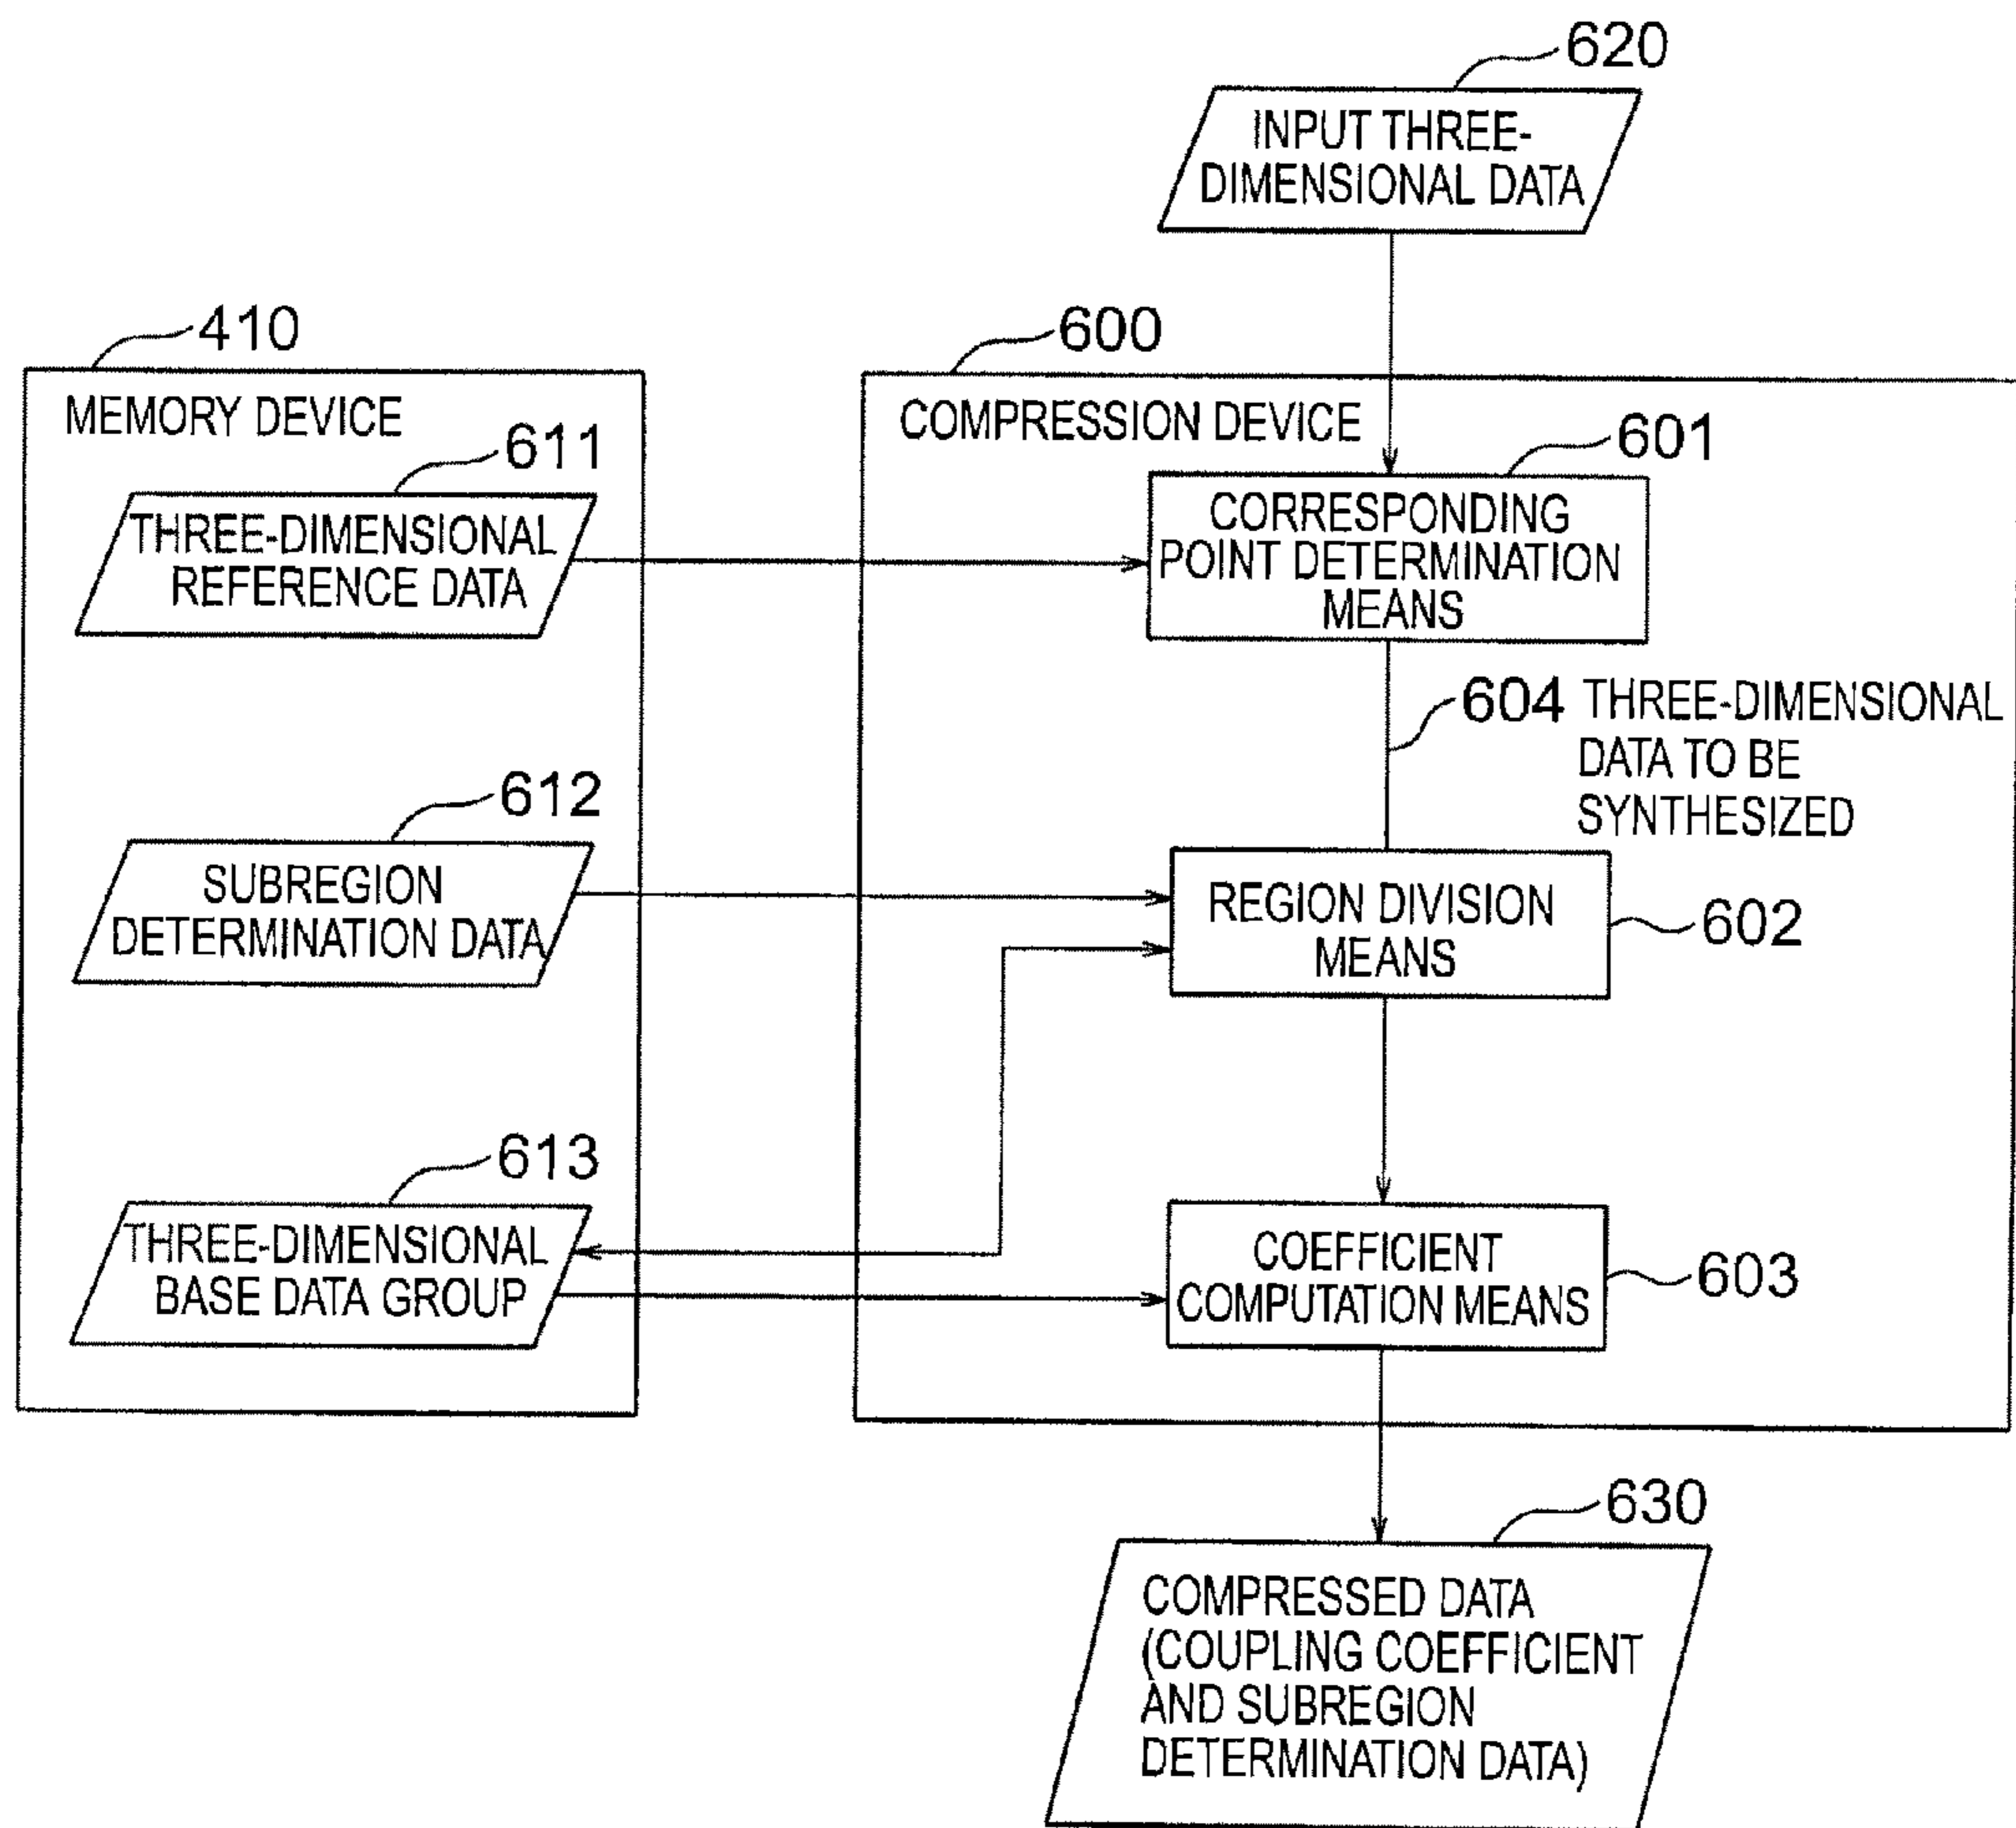 620
INPUT THREE-
DIMENSIONAL DATA
410
MEMORY DEVICE
611
THREE-DIMENSIONAL
REFERENCE DATA
612
SUBREGION
DETERMINATION DATA
613
THREE-DIMENSIONAL
BASE DATA GROUP
600
COMPRESSION DEVICE
601
CORRESPONDING
POINT DETERMINATION
MEANS
604 THREE-DIMENSIONAL
DATA TO BE
SYNTHESIZED
REGION DIVISION
MEANS
602
COEFFICIENT
COMPUTATION MEANS
603
630
COMPRESSED DATA
(COUPLING COEFFICIENT
AND SUBREGION
DETERMINATION DATA)